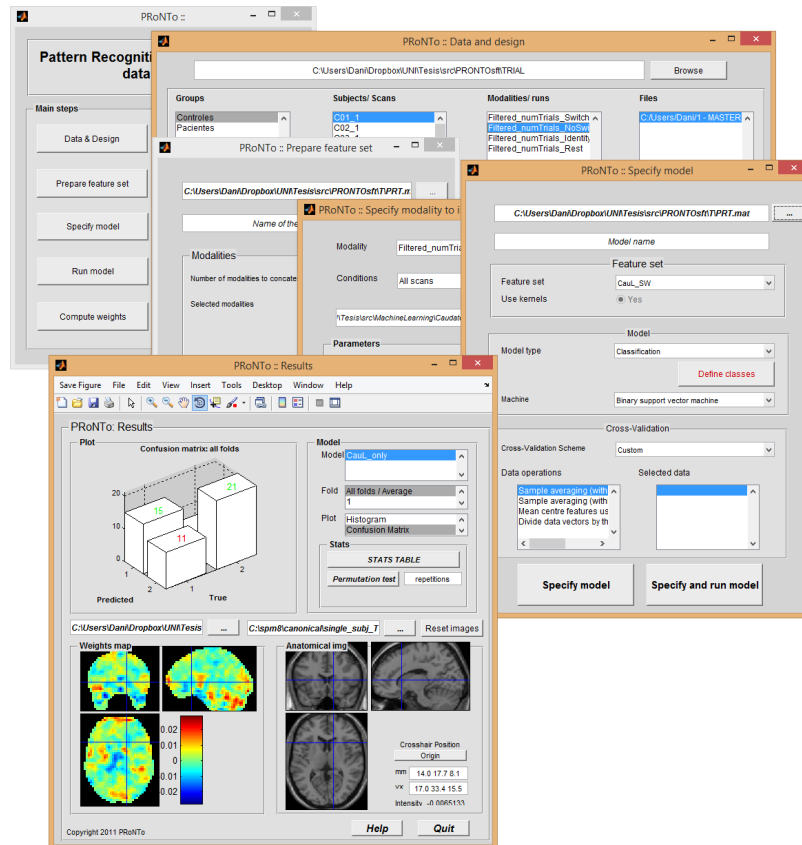 PRoNTo ::
Pattern Recogniti
data
Main steps
Data & Design
Prepare feature set
Specify model
Run model
Compute weights
PRoNTo :: Data and design
C:\Users\Dani\Dropbox\UNI\Tesis\src\PRONTOsft\TRIAL
Browse
Groups
Subjects/ Scans
Modalities/ runs
Files
Controles
Pacientes
C01_1
C02_1
Filtered_numTrials_Switch
Filtered_numTrials_NoSwi
Filtered_numTrials_Identity
Filtered_numTrials_Rest
C:/Users/Dani/1 - MASTER
PRoNTo :: Prepare feature set
C:\Users\Dani\Dropbox\UNI\Tesis\src\PRONTOsft\T\PRT.m
...
Name of the
Modalities
Number of modalities to concate
Selected modalities
PRoNTo :: Specify modality to i
Modality
Filtered_numTria
Conditions
All scans
\Tesis\src\MachineLearning\Caudate
Parameters
PRoNTo :: Specify model
C:\Users\Dani\Dropbox\UNI\Tesis\src\PRONTOsft\T\PRT.mat
...
Model name
Feature set
Feature set
CauL_SW
Use kernels
Yes
Model
Model type
Classification
Define classes
Machine
Binary support vector machine
Cross-Validation
Cross-Validation Scheme
Custom
Data operations
Selected data
Sample averaging (with
Sample averaging (with
Mean centre features us
Divide data vectors by th
Specify model
Specify and run model
PRoNTo :: Results
Save Figure File Edit View Insert Tools Desktop Window Help
PRoNTo: Results
Plot
Confusion matrix: all folds
20
10
0
15
11
21
1
2
1
2
Predicted
True
Model
Model
CauL_only
Fold
All folds / Average
1
Plot
Histogram
Confusion Matrix
Stats
STATS TABLE
Permutation test
repetitions
C:\Users\Dani\Dropbox\UNI\Tesis
...
C:\spm8\canonical\single_subj_T
...
Reset images
Weights map
0.02
0.01
0
0.01
0.02
Anatomical img
Crosshair Position
Origin
mm
14.0 17.7 8.1
vx
17.0 33.4 15.5
Intensity -0.0065133
Help
Quit
Copyright 2011 PRoNTo